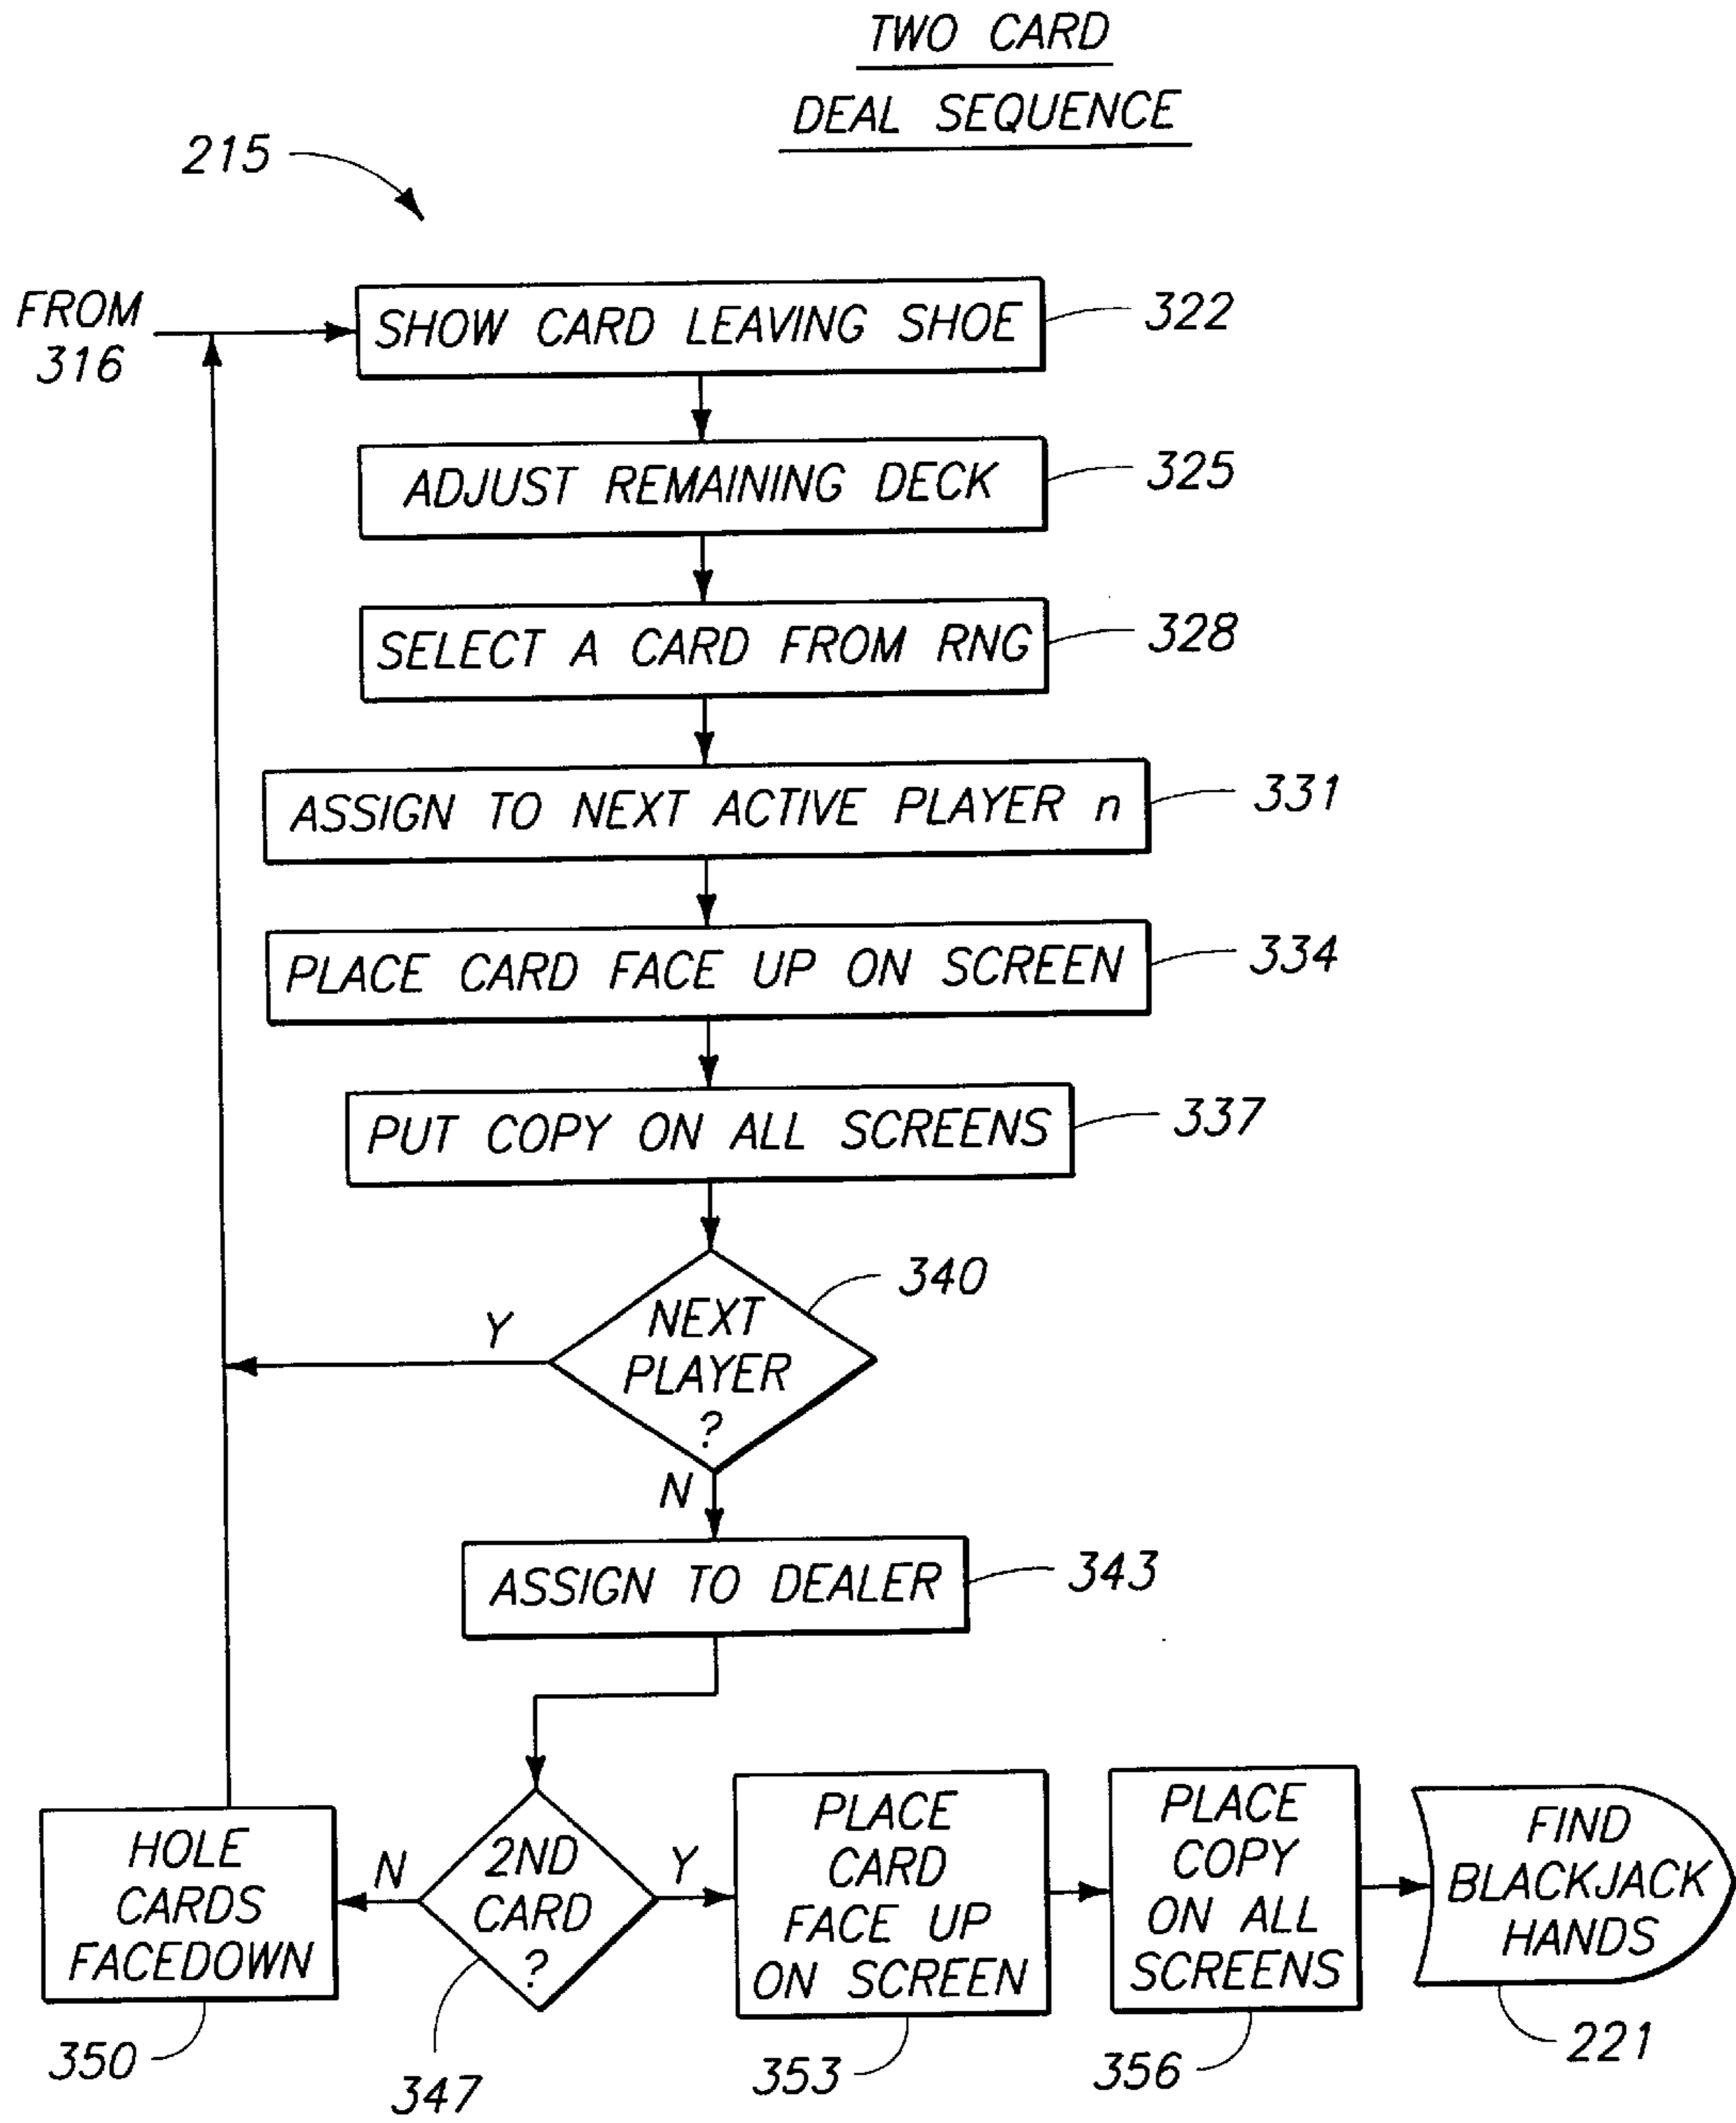 TWO CARD
DEAL SEQUENCE
215
FROM
316
SHOW CARD LEAVING SHOE
322
ADJUST REMAINING DECK
325
SELECT A CARD FROM RNG
328
ASSIGN TO NEXT ACTIVE PLAYER n
331
PLACE CARD FACE UP ON SCREEN
334
PUT COPY ON ALL SCREENS
337
340
NEXT
PLAYER
?
Y
N
ASSIGN TO DEALER
343
HOLE
CARDS
FACEDOWN
350
N
2ND
CARD
?
347
Y
PLACE
CARD
FACE UP
ON SCREEN
353
PLACE
COPY
ON ALL
SCREENS
356
FIND
BLACKJACK
HANDS
221